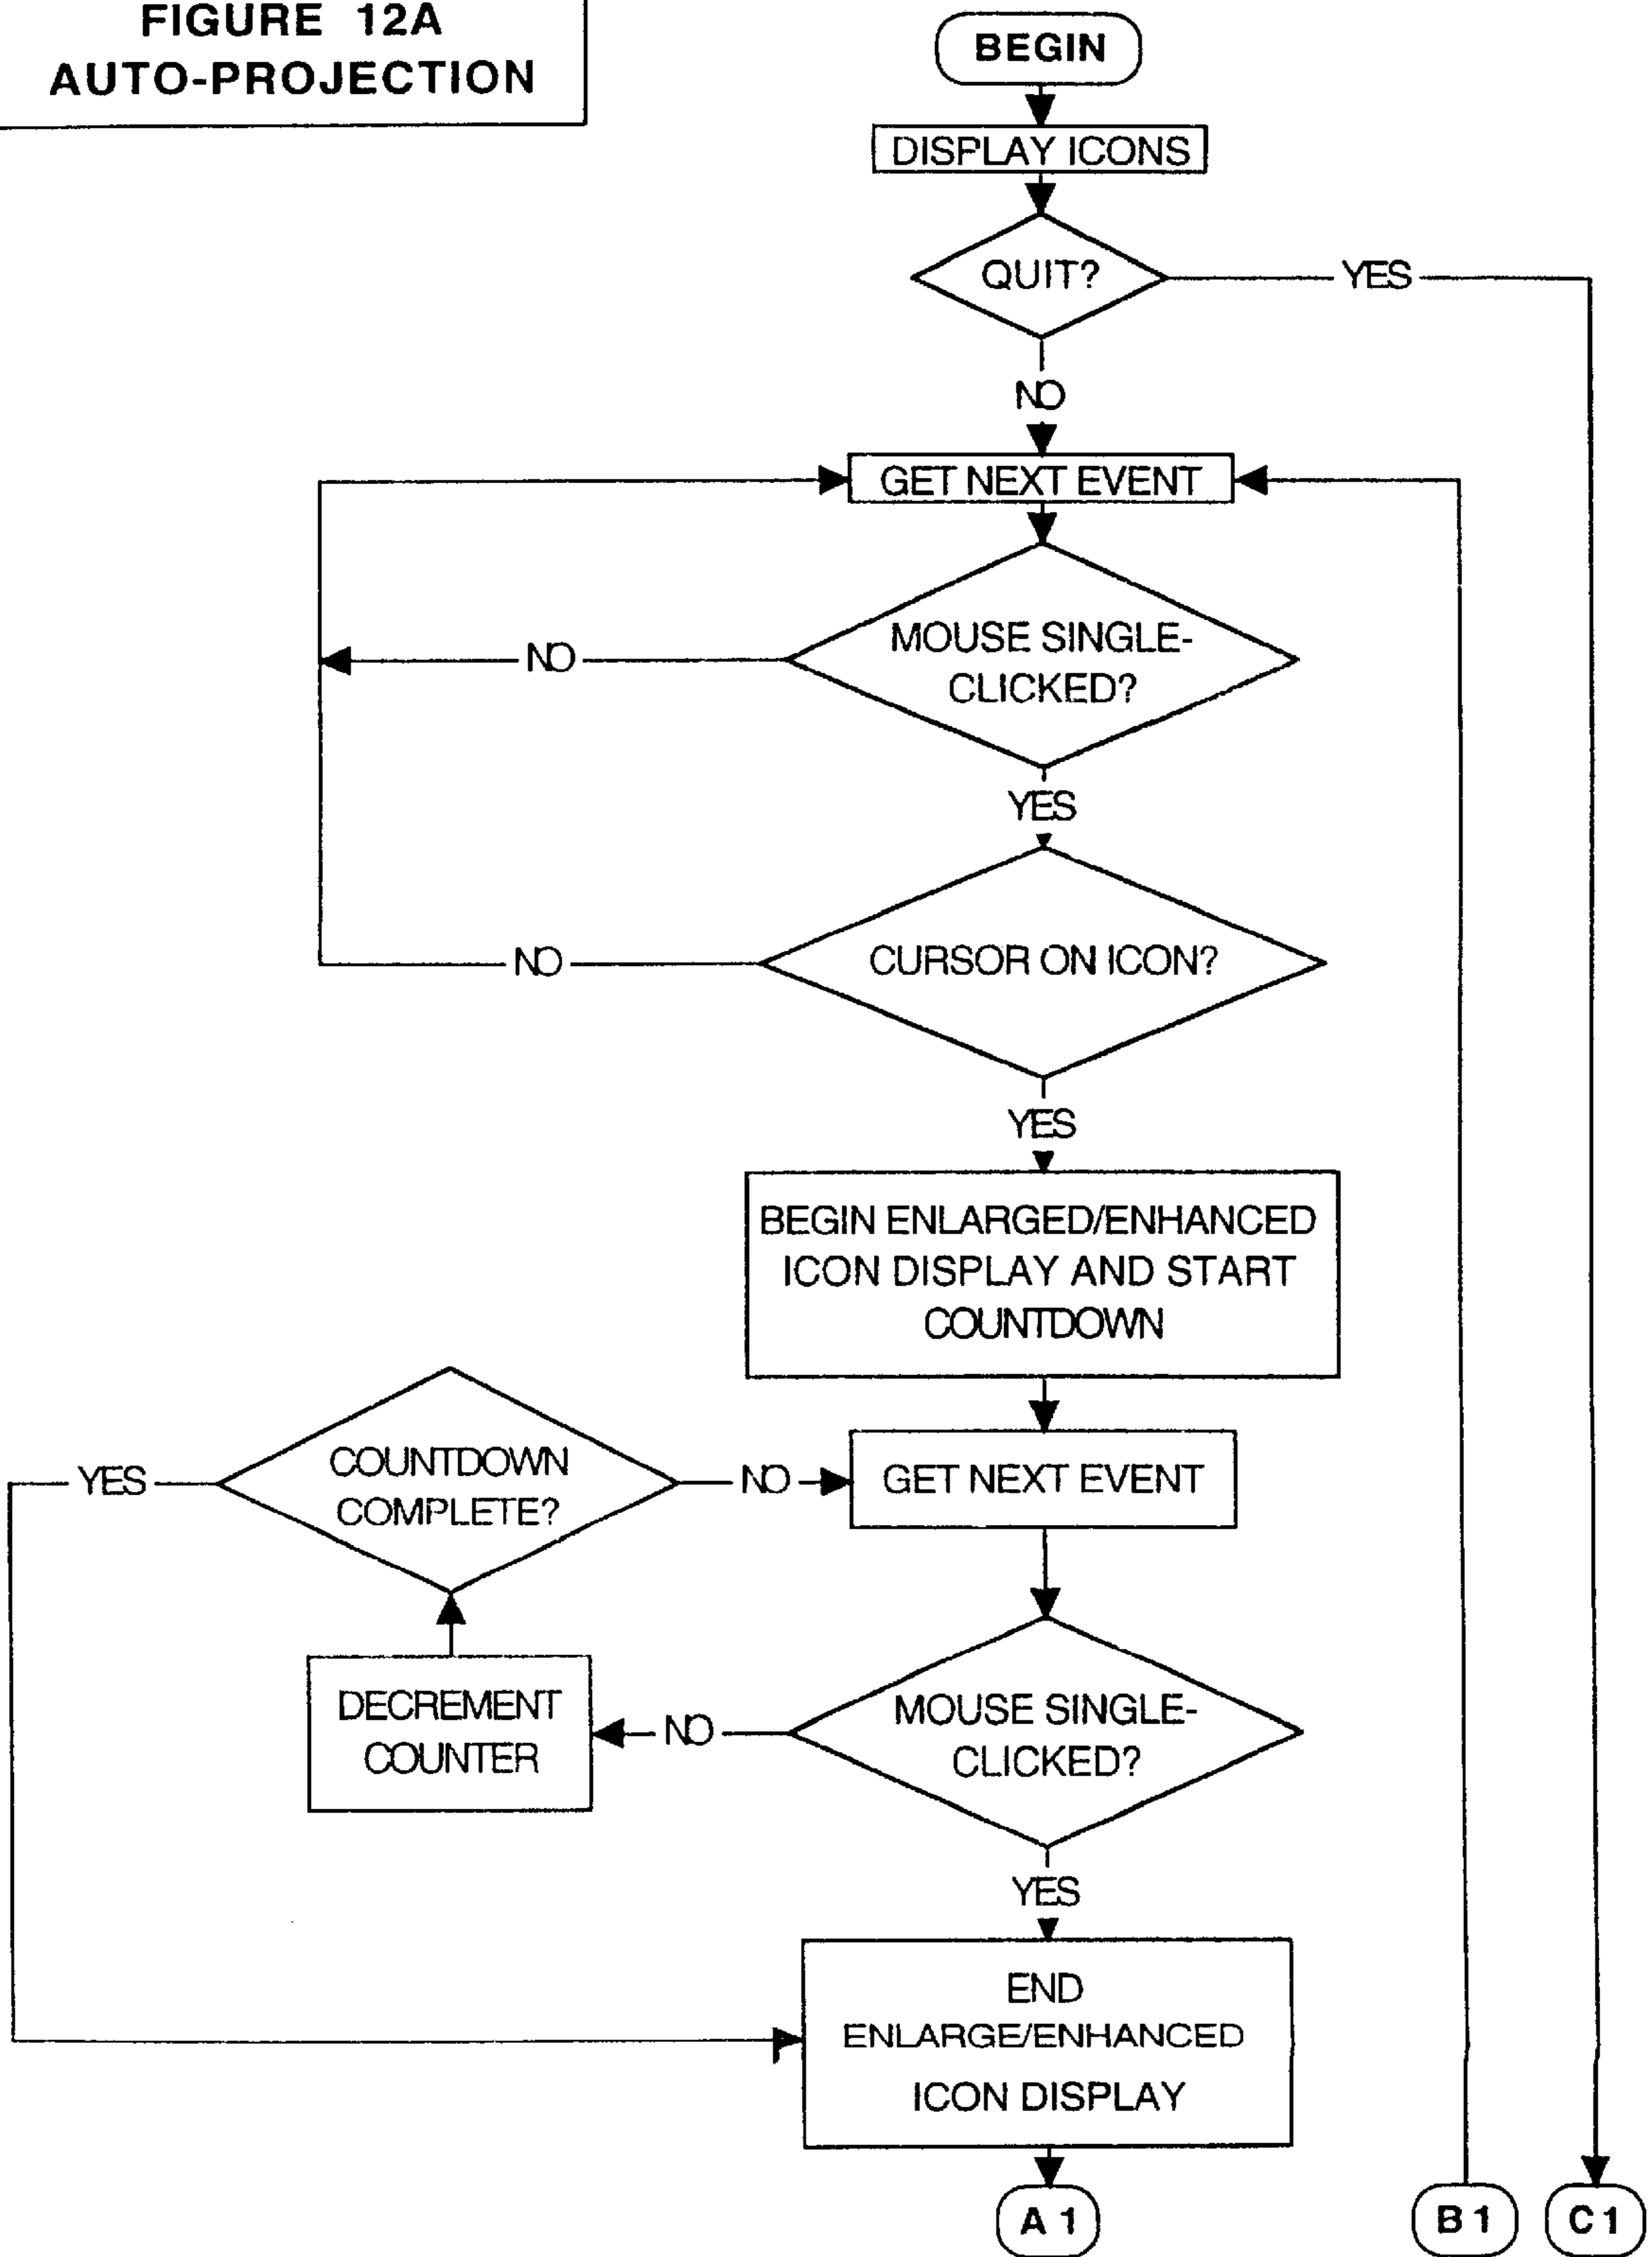 FIGURE 12A
AUTO-PROJECTION
BEGIN
DISPLAY ICONS
QUIT?
YES
NO
GET NEXT EVENT
MOUSE SINGLE-
CLICKED?
NO
YES
CURSOR ON ICON?
NO
YES
BEGIN ENLARGED/ENHANCED
ICON DISPLAY AND START
COUNTDOWN
COUNTDOWN
COMPLETE?
YES
NO
GET NEXT EVENT
DECREMENT
COUNTER
NO
MOUSE SINGLE-
CLICKED?
YES
END
ENLARGE/ENHANCED
ICON DISPLAY
A 1
B 1
C 1